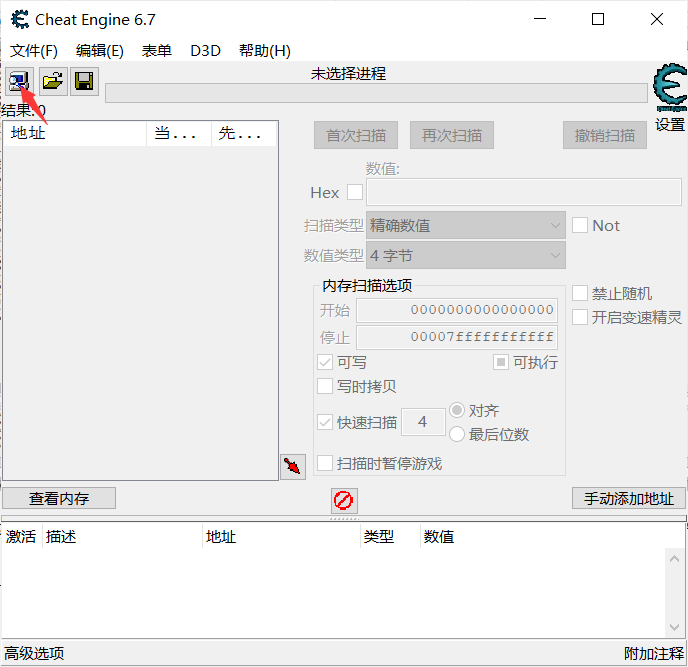 Cheat Engine 6.7
文件(F) 编辑(E) 表单 D3D 帮助(H)
未选择进程
结果: 0
设置
地址 当... 先...
首次扫描 再次扫描 撤销扫描
数值:
Hex
扫描类型 精确数值 Not
数值类型 4 字节
内存扫描选项
开始 0000000000000000
停止 00007fffffffffff
禁止随机
开启变速精灵
可写 可执行
写时拷贝
快速扫描 4 对齐
最后位数
扫描时暂停游戏
查看内存 手动添加地址
激活 描述 地址 类型 数值
高级选项 附加注释